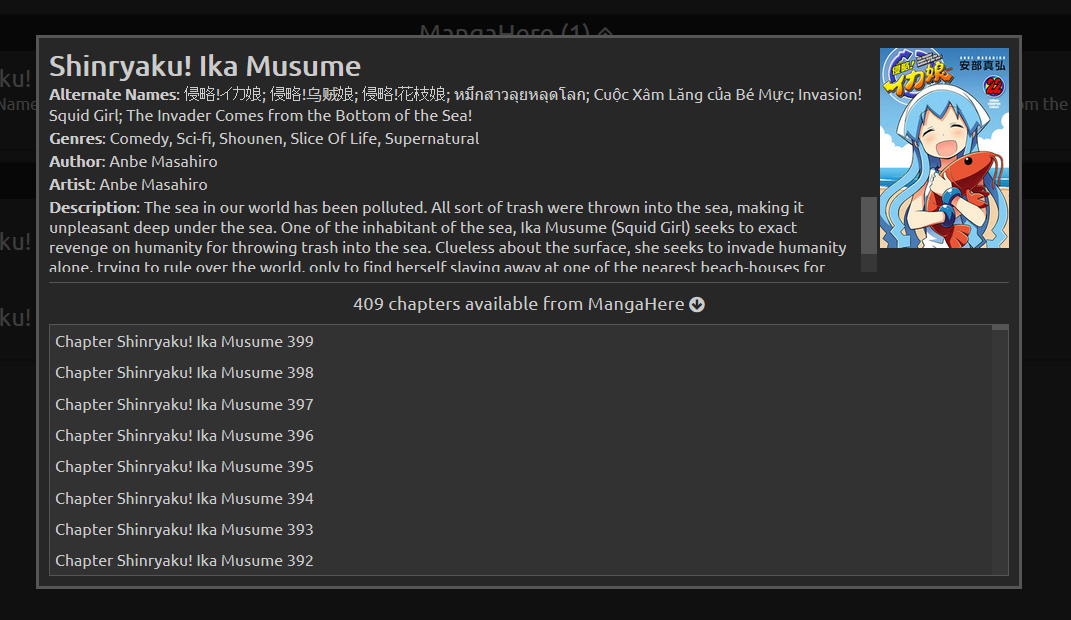 MangaHere (1)
ku!
Name
om the
ku!
ku!
Shinryaku! Ika Musume
Alternate Names: 侵略!イカ娘; 侵略!乌贼娘; 侵略!花枝娘; หมึกสาวลุยหลุดโลก; Cuộc Xâm Lăng của Bé Mực; Invasion!
Squid Girl; The Invader Comes from the Bottom of the Sea!
Genres: Comedy, Sci-fi, Shounen, Slice Of Life, Supernatural
Author: Anbe Masahiro
Artist: Anbe Masahiro
Description: The sea in our world has been polluted. All sort of trash were thrown into the sea, making it
unpleasant deep under the sea. One of the inhabitant of the sea, Ika Musume (Squid Girl) seeks to exact
revenge on humanity for throwing trash into the sea. Clueless about the surface, she seeks to invade humanity
alone, trying to rule over the world, only to find herself slaving away at one of the nearest beach-houses for
侵略!
イカ娘
安部真弘
22
409 chapters available from MangaHere
Chapter Shinryaku! Ika Musume 399
Chapter Shinryaku! Ika Musume 398
Chapter Shinryaku! Ika Musume 397
Chapter Shinryaku! Ika Musume 396
Chapter Shinryaku! Ika Musume 395
Chapter Shinryaku! Ika Musume 394
Chapter Shinryaku! Ika Musume 393
Chapter Shinryaku! Ika Musume 392